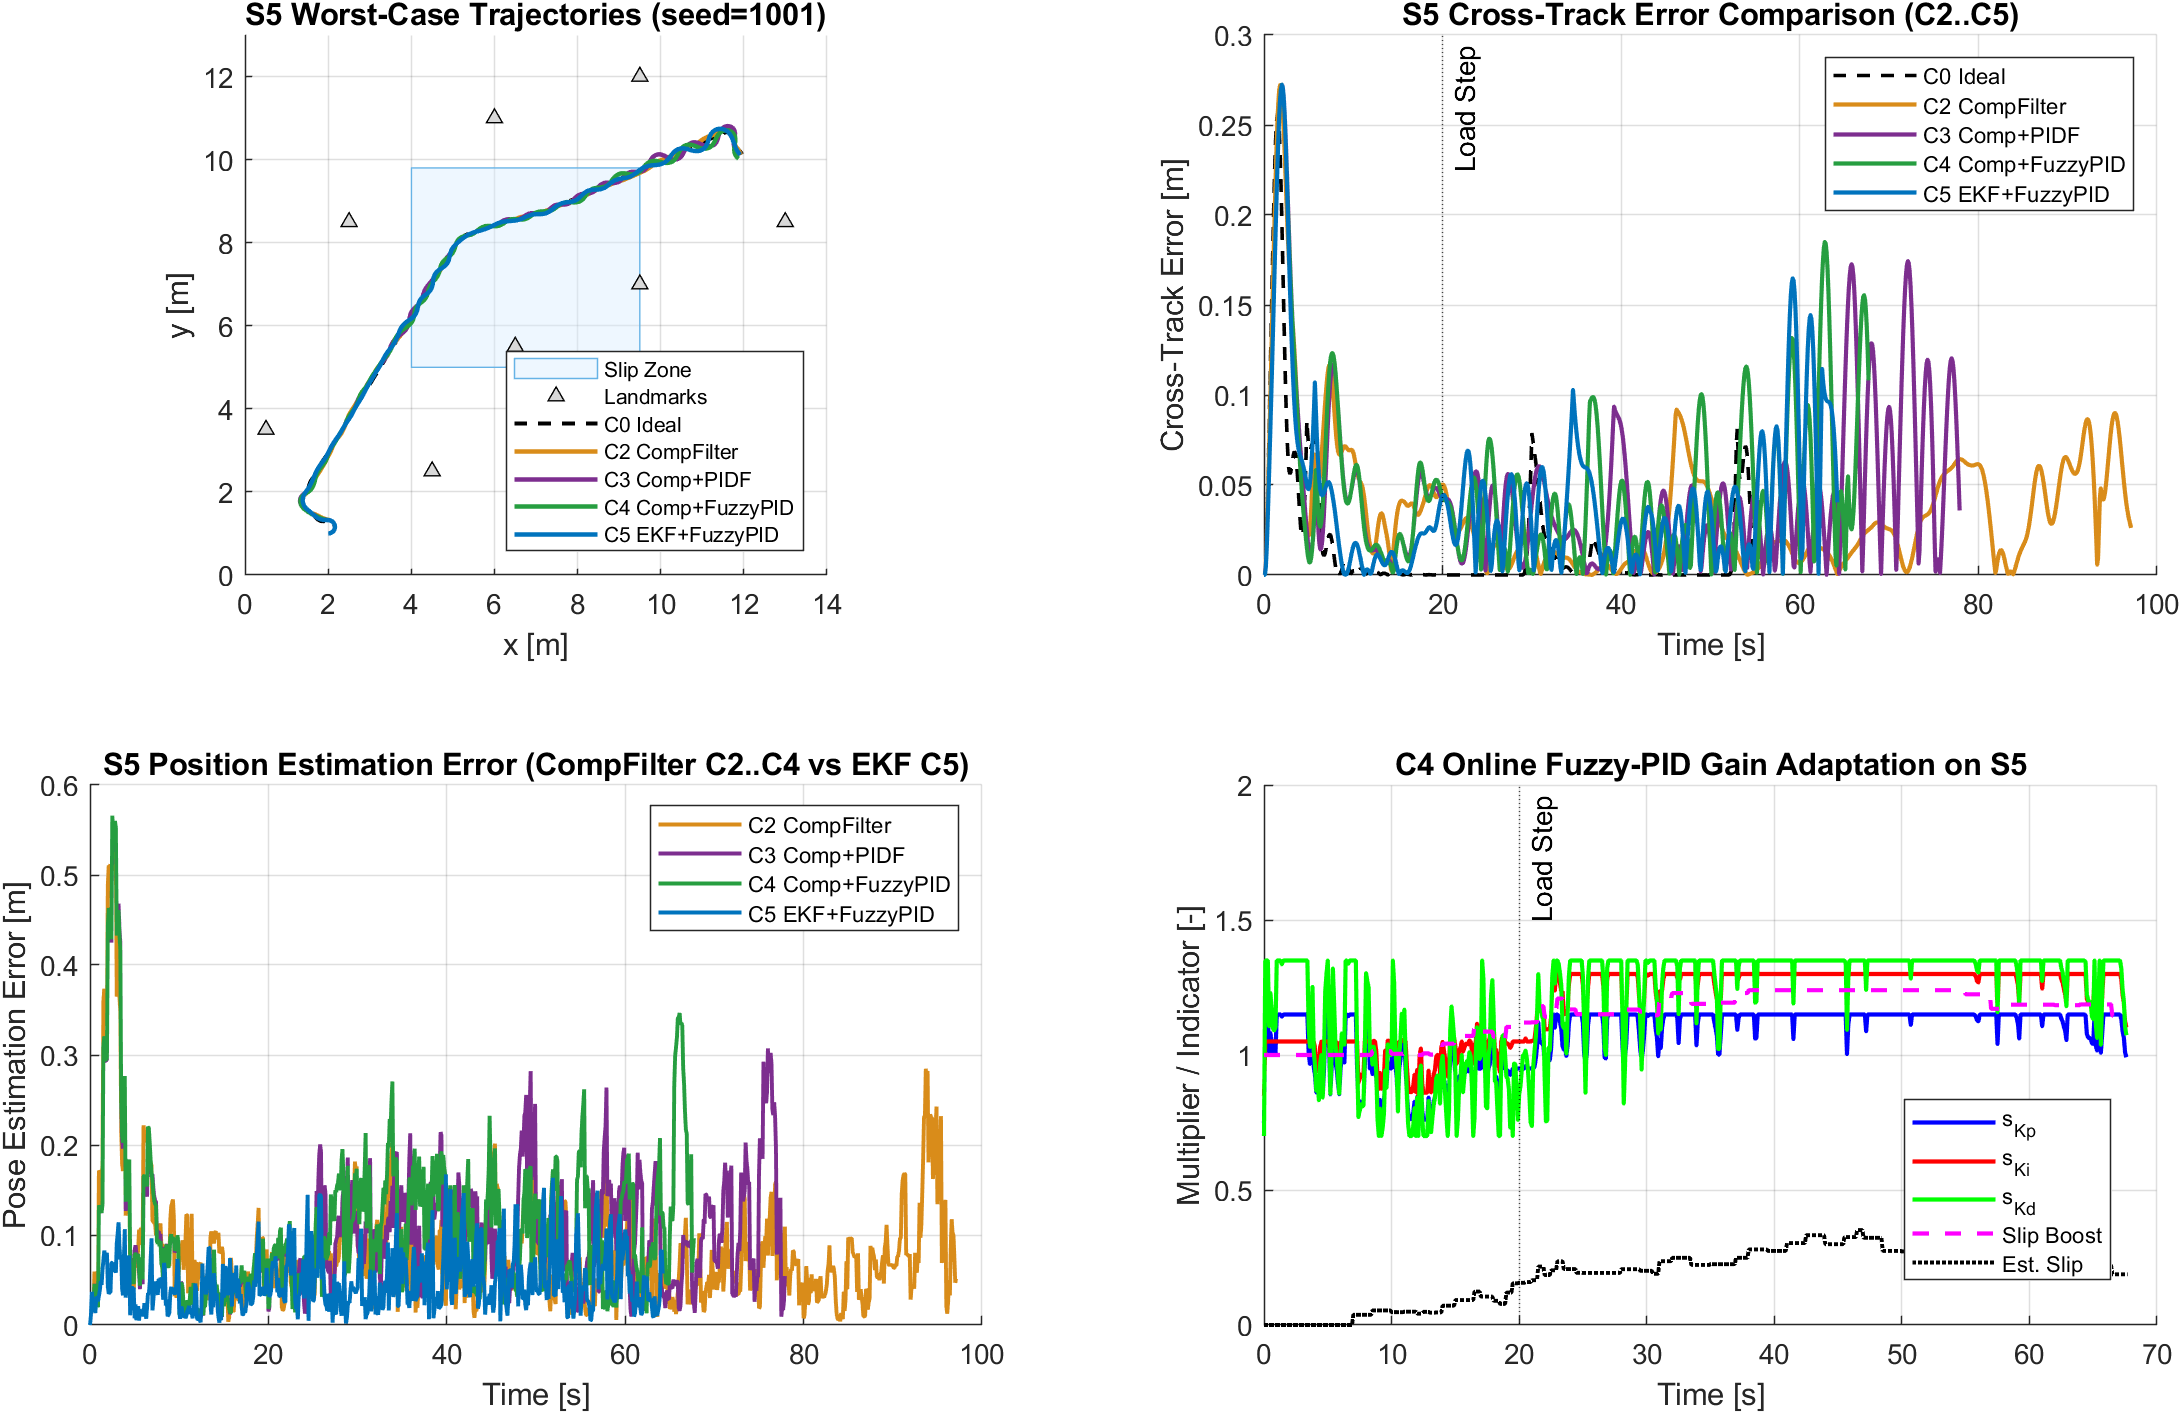 S5 Worst-Case Trajectories (seed=1001)
12
10
8
6
4
2
0
0 2 4 6 8 10 12 14
y [m]
x [m]
Slip Zone
Landmarks
C0 Ideal
C2 CompFilter
C3 Comp+PIDF
C4 Comp+FuzzyPID
C5 EKF+FuzzyPID
S5 Cross-Track Error Comparison (C2..C5)
0.3
0.25
0.2
0.15
0.1
0.05
0
0 20 40 60 80 100
Cross-Track Error [m]
Time [s]
Load Step
C0 Ideal
C2 CompFilter
C3 Comp+PIDF
C4 Comp+FuzzyPID
C5 EKF+FuzzyPID
S5 Position Estimation Error (CompFilter C2..C4 vs EKF C5)
0.6
0.5
0.4
0.3
0.2
0.1
0
0 20 40 60 80 100
Pose Estimation Error [m]
Time [s]
C2 CompFilter
C3 Comp+PIDF
C4 Comp+FuzzyPID
C5 EKF+FuzzyPID
C4 Online Fuzzy-PID Gain Adaptation on S5
2
1.5
1
0.5
0
0 10 20 30 40 50 60 70
Multiplier / Indicator [-]
Time [s]
Load Step
sKp
sKi
sKd
Slip Boost
Est. Slip